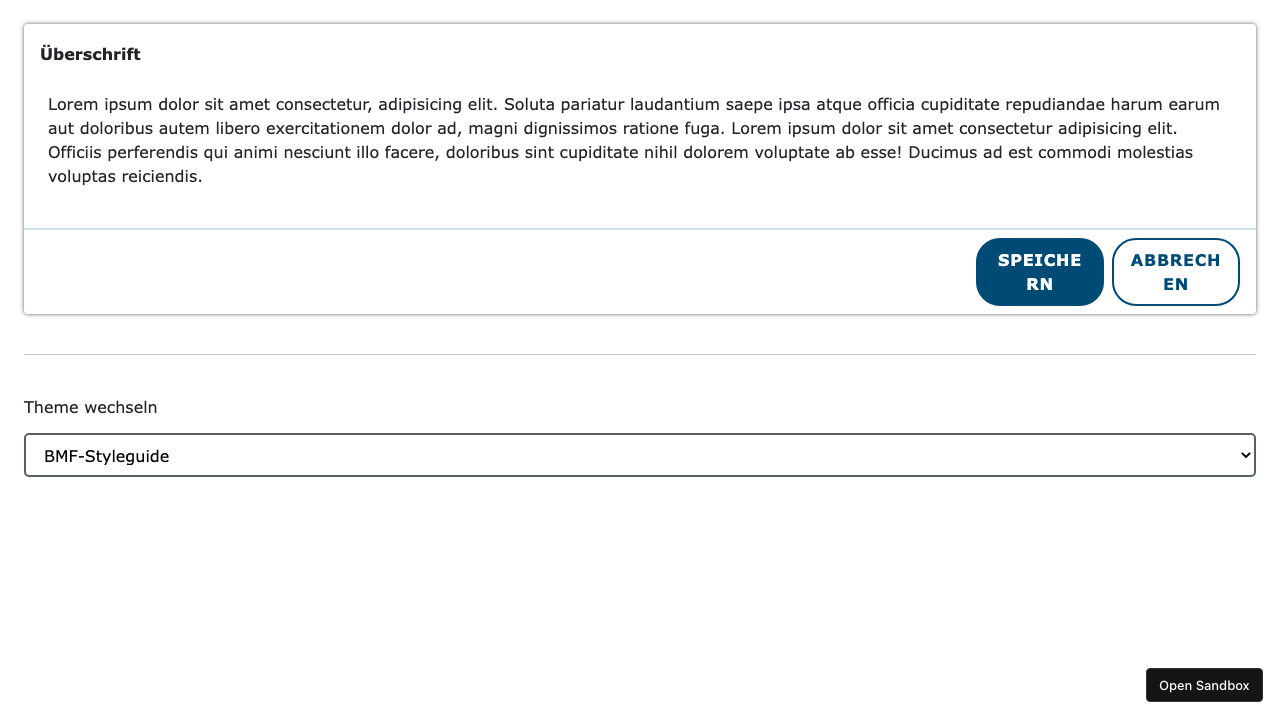 Überschrift
Lorem ipsum dolor sit amet consectetur, adipisicing elit. Soluta pariatur laudantium saepe ipsa atque officia cupiditate repudiandae harum earum
aut doloribus autem libero exercitationem dolor ad, magni dignissimos ratione fuga. Lorem ipsum dolor sit amet consectetur adipisicing elit.
Officiis perferendis qui animi nesciunt illo facere, doloribus sint cupiditate nihil dolorem voluptate ab esse! Ducimus ad est commodi molestias
voluptas reiciendis.
SPEICHE
RN
ABBRECH
EN
Theme wechseln
BMF-Styleguide
Open Sandbox